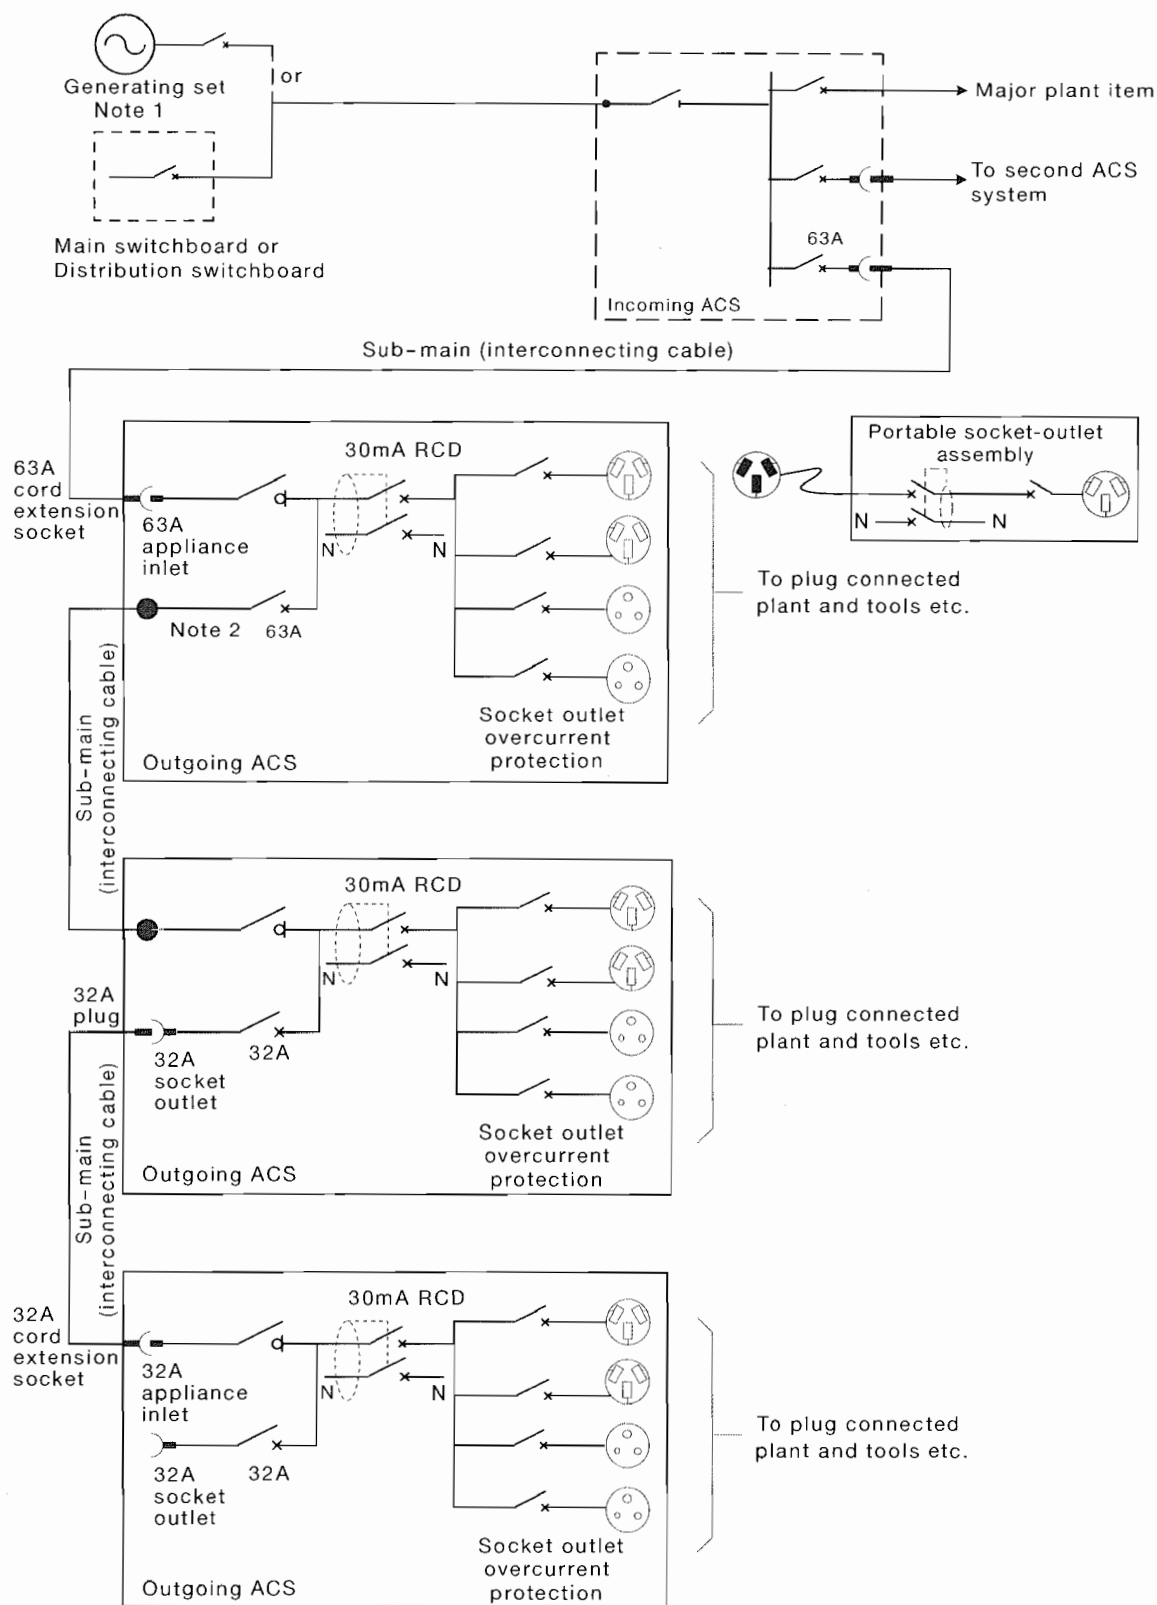 or
Generating set
Note 1
Major plant item
To second ACS
system
Main switchboard or
Distribution switchboard
63A
Incoming ACS
Sub-main (interconnecting cable)
63A
cord
extension
socket
30mA RCD
63A
appliance
inlet
N
N
Note 2
63A
Socket outlet
overcurrent
protection
Outgoing ACS
Portable socket-outlet
assembly
N
N
To plug connected
plant and tools etc.
Sub-main
(interconnecting cable)
30mA RCD
N
N
32A
plug
32A
socket
outlet
32A
Socket outlet
overcurrent
protection
Outgoing ACS
To plug connected
plant and tools etc.
Sub-main
(interconnecting cable)
32A
cord
extension
socket
30mA RCD
32A
appliance
inlet
N
N
32A
socket
outlet
32A
Socket outlet
overcurrent
protection
Outgoing ACS
To plug connected
plant and tools etc.